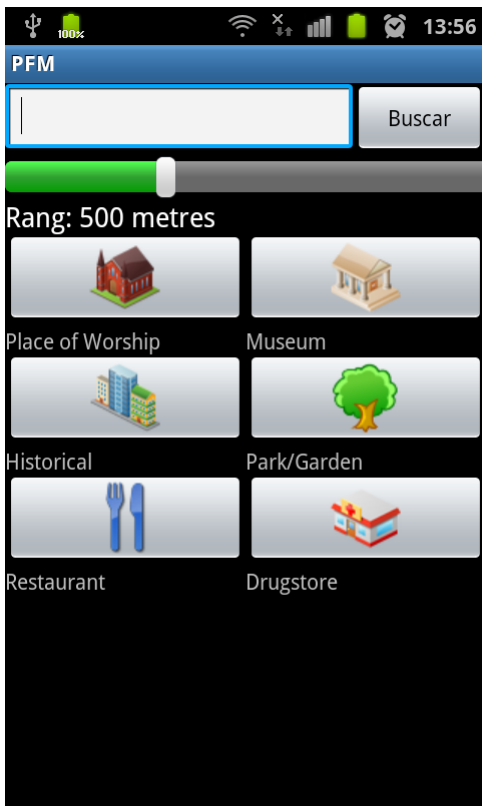 100% 13:56
PFM
Buscar
Rang: 500 metres
Place of Worship Museum
Historical Park/Garden
Restaurant Drugstore